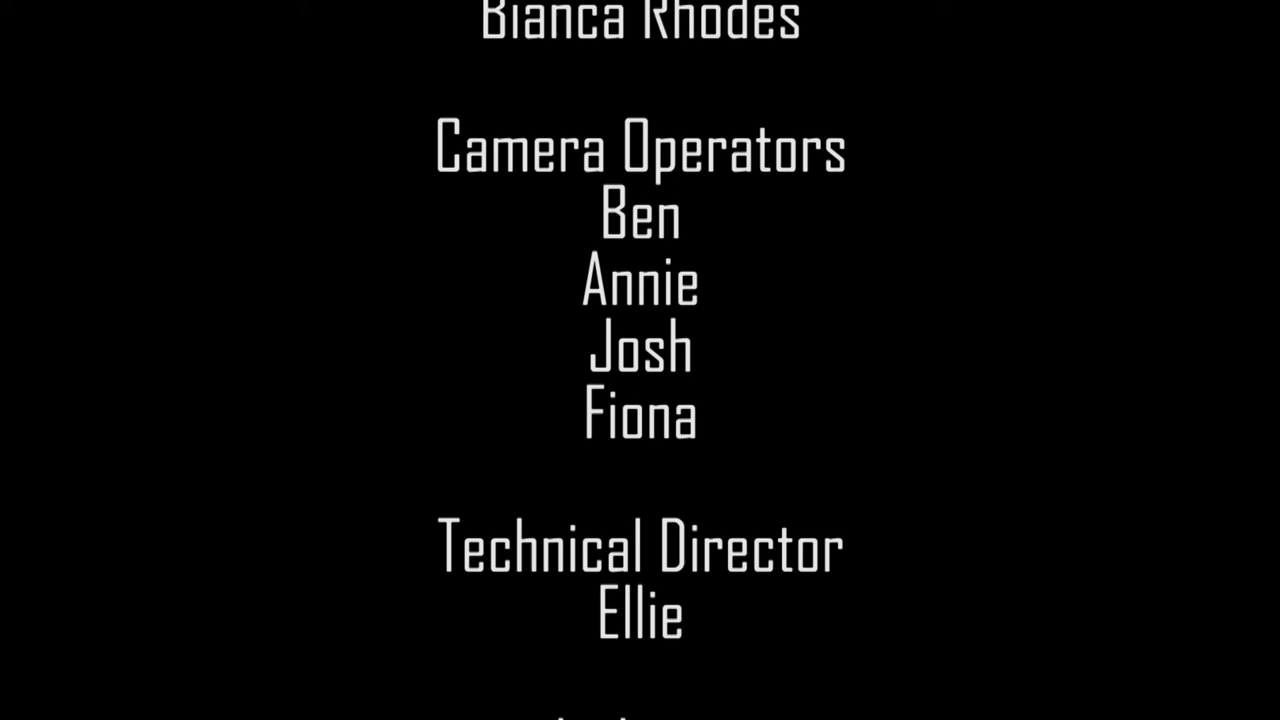 Bianca Rhodes
Camera Operators
Ben
Annie
Josh
Fiona
Technical Director
Ellie